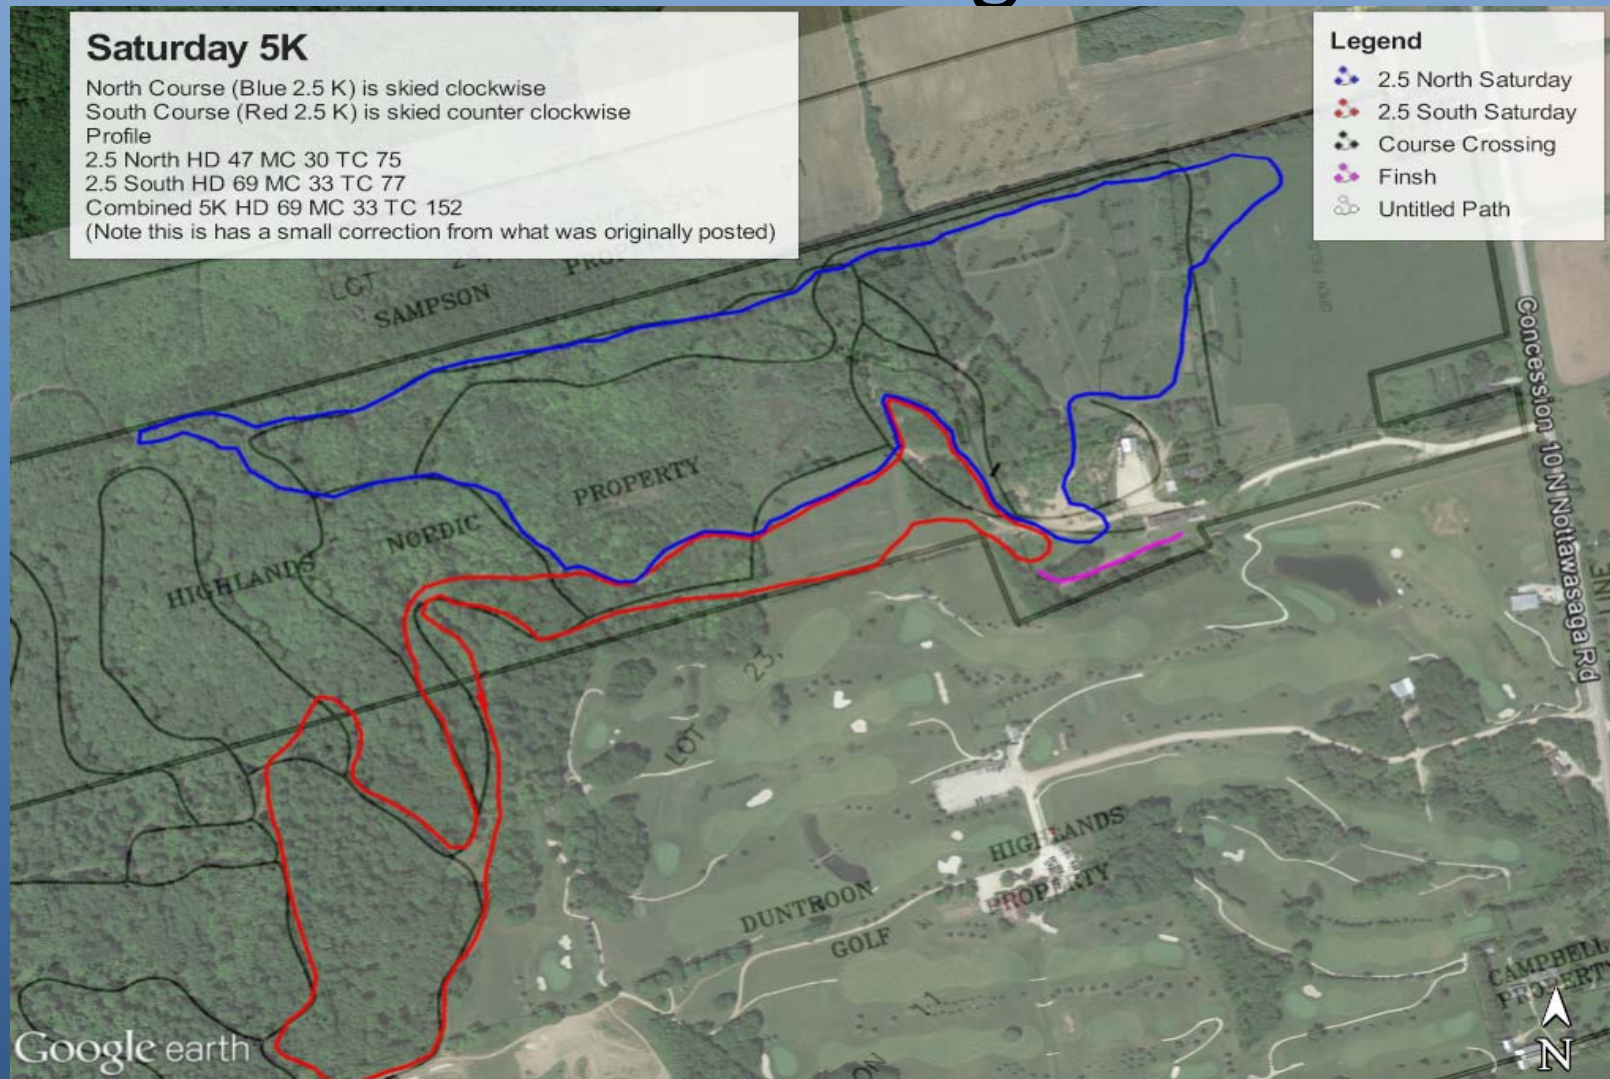 Saturday 5K
North Course (Blue 2.5 K) is skied clockwise
South Course (Red 2.5 K) is skied counter clockwise
Profile
2.5 North HD 47 MC 30 TC 75
2.5 South HD 69 MC 33 TC 77
Combined 5K HD 69 MC 33 TC 152
(Note this is has a small correction from what was originally posted)
Legend
2.5 North Saturday
2.5 South Saturday
Course Crossing
Finsh
Untitled Path
LOT
SAMPSON
PROPERTY
HIGHLANDS
NORDIC
PROPERTY
Concession 10 N Nottawasaga Rd
LOT
23,
HIGHLANDS
PROPERTY
DUNTROON
GOLF
CAMPBELL
PROPERTY
Google earth
N